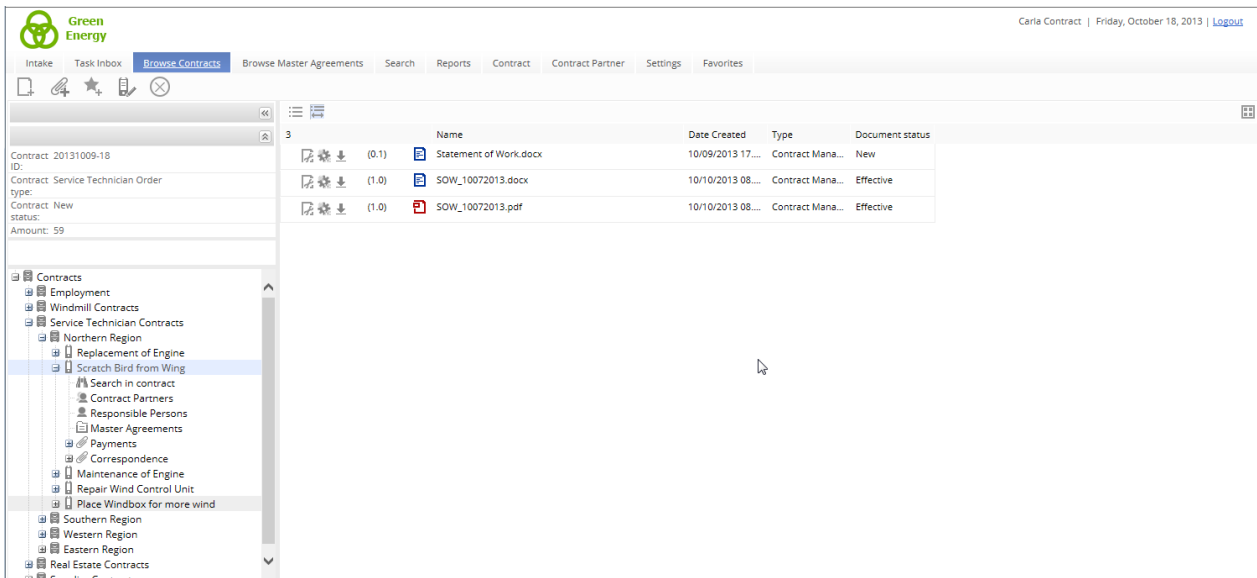 Green
Energy
Carla Contract | Friday, October 18, 2013 | Logout
Intake Task Inbox Browse Contracts Browse Master Agreements Search Reports Contract Contract Partner Settings Favorites
3 Name Date Created Type Document status
(0.1) Statement of Work.docx 10/09/2013 17.... Contract Mana... New
(1.0) SOW_10072013.docx 10/10/2013 08.... Contract Mana... Effective
(1.0) SOW_10072013.pdf 10/10/2013 08.... Contract Mana... Effective
Contract 20131009-18
ID:
Contract Service Technician Order
type:
Contract New
status:
Amount: 59
Contracts
Employment
Windmill Contracts
Service Technician Contracts
Northern Region
Replacement of Engine
Scratch Bird from Wing
Search in contract
Contract Partners
Responsible Persons
Master Agreements
Payments
Correspondence
Maintenance of Engine
Repair Wind Control Unit
Place Windbox for more wind
Southern Region
Western Region
Eastern Region
Real Estate Contracts